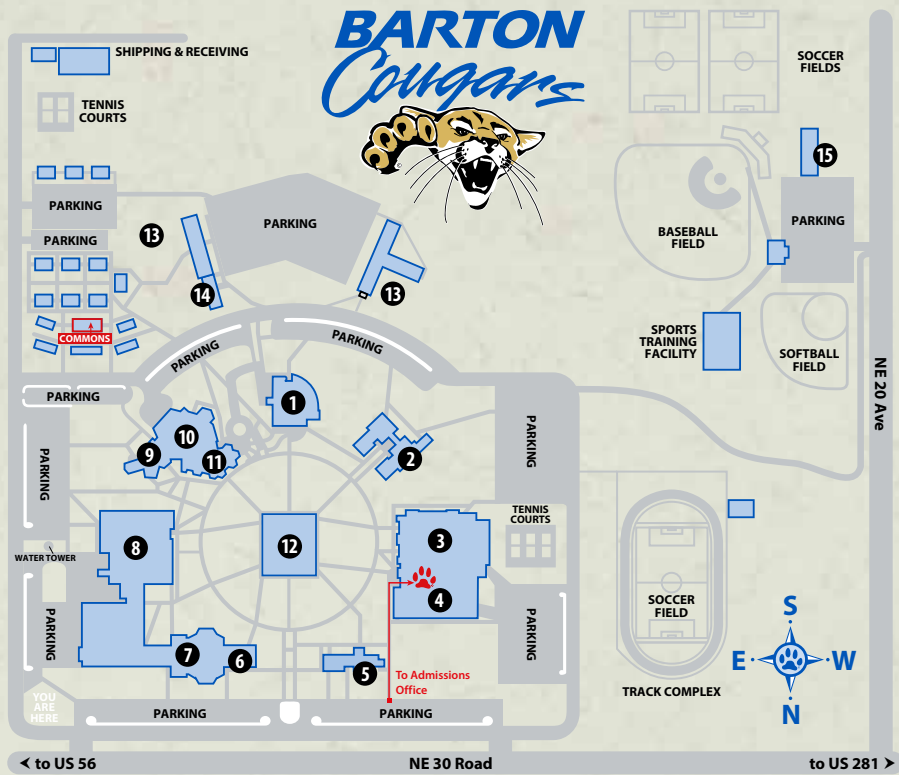 BARTON
Cougars
©
SHIPPING & RECEIVING
TENNIS
COURTS
SOCCER
FIELDS
15
PARKING
PARKING
PARKING
PARKING
13
14
13
BASEBALL
FIELD
COMMONS
PARKING
PARKING
SPORTS
TRAINING
FACILITY
SOFTBALL
FIELD
NE 20 Ave
PARKING
1
PARKING
10
9
11
2
PARKING
TENNIS
COURTS
WATER TOWER
8
12
3
4
PARKING
PARKING
SOCCER
FIELD
7
6
5
To Admissions
Office
TRACK COMPLEX
S
E
W
N
YOU
ARE
HERE
PARKING
PARKING
to US 56
NE 30 Road
to US 281